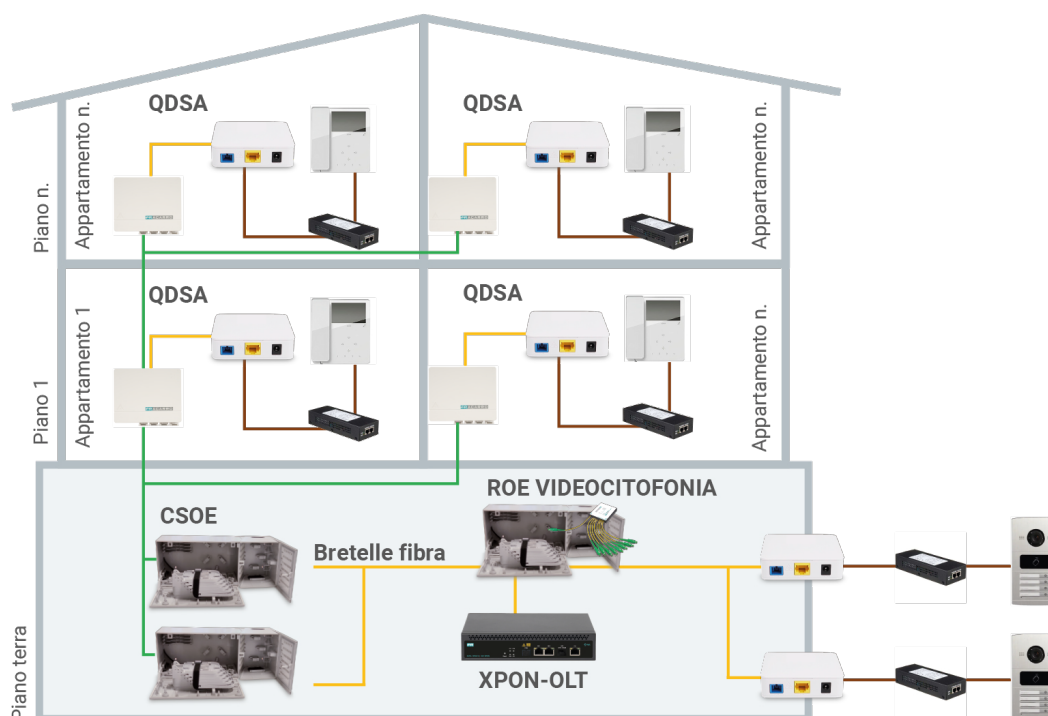 QDSA
QDSA
Piano n.
Appartamento n.
Appartamento n.
QDSA
QDSA
Piano 1
Appartamento 1
Appartamento n.
ROE VIDEOCITOFONIA
CSOE
Bretelle fibra
XPON-OLT
Piano terra